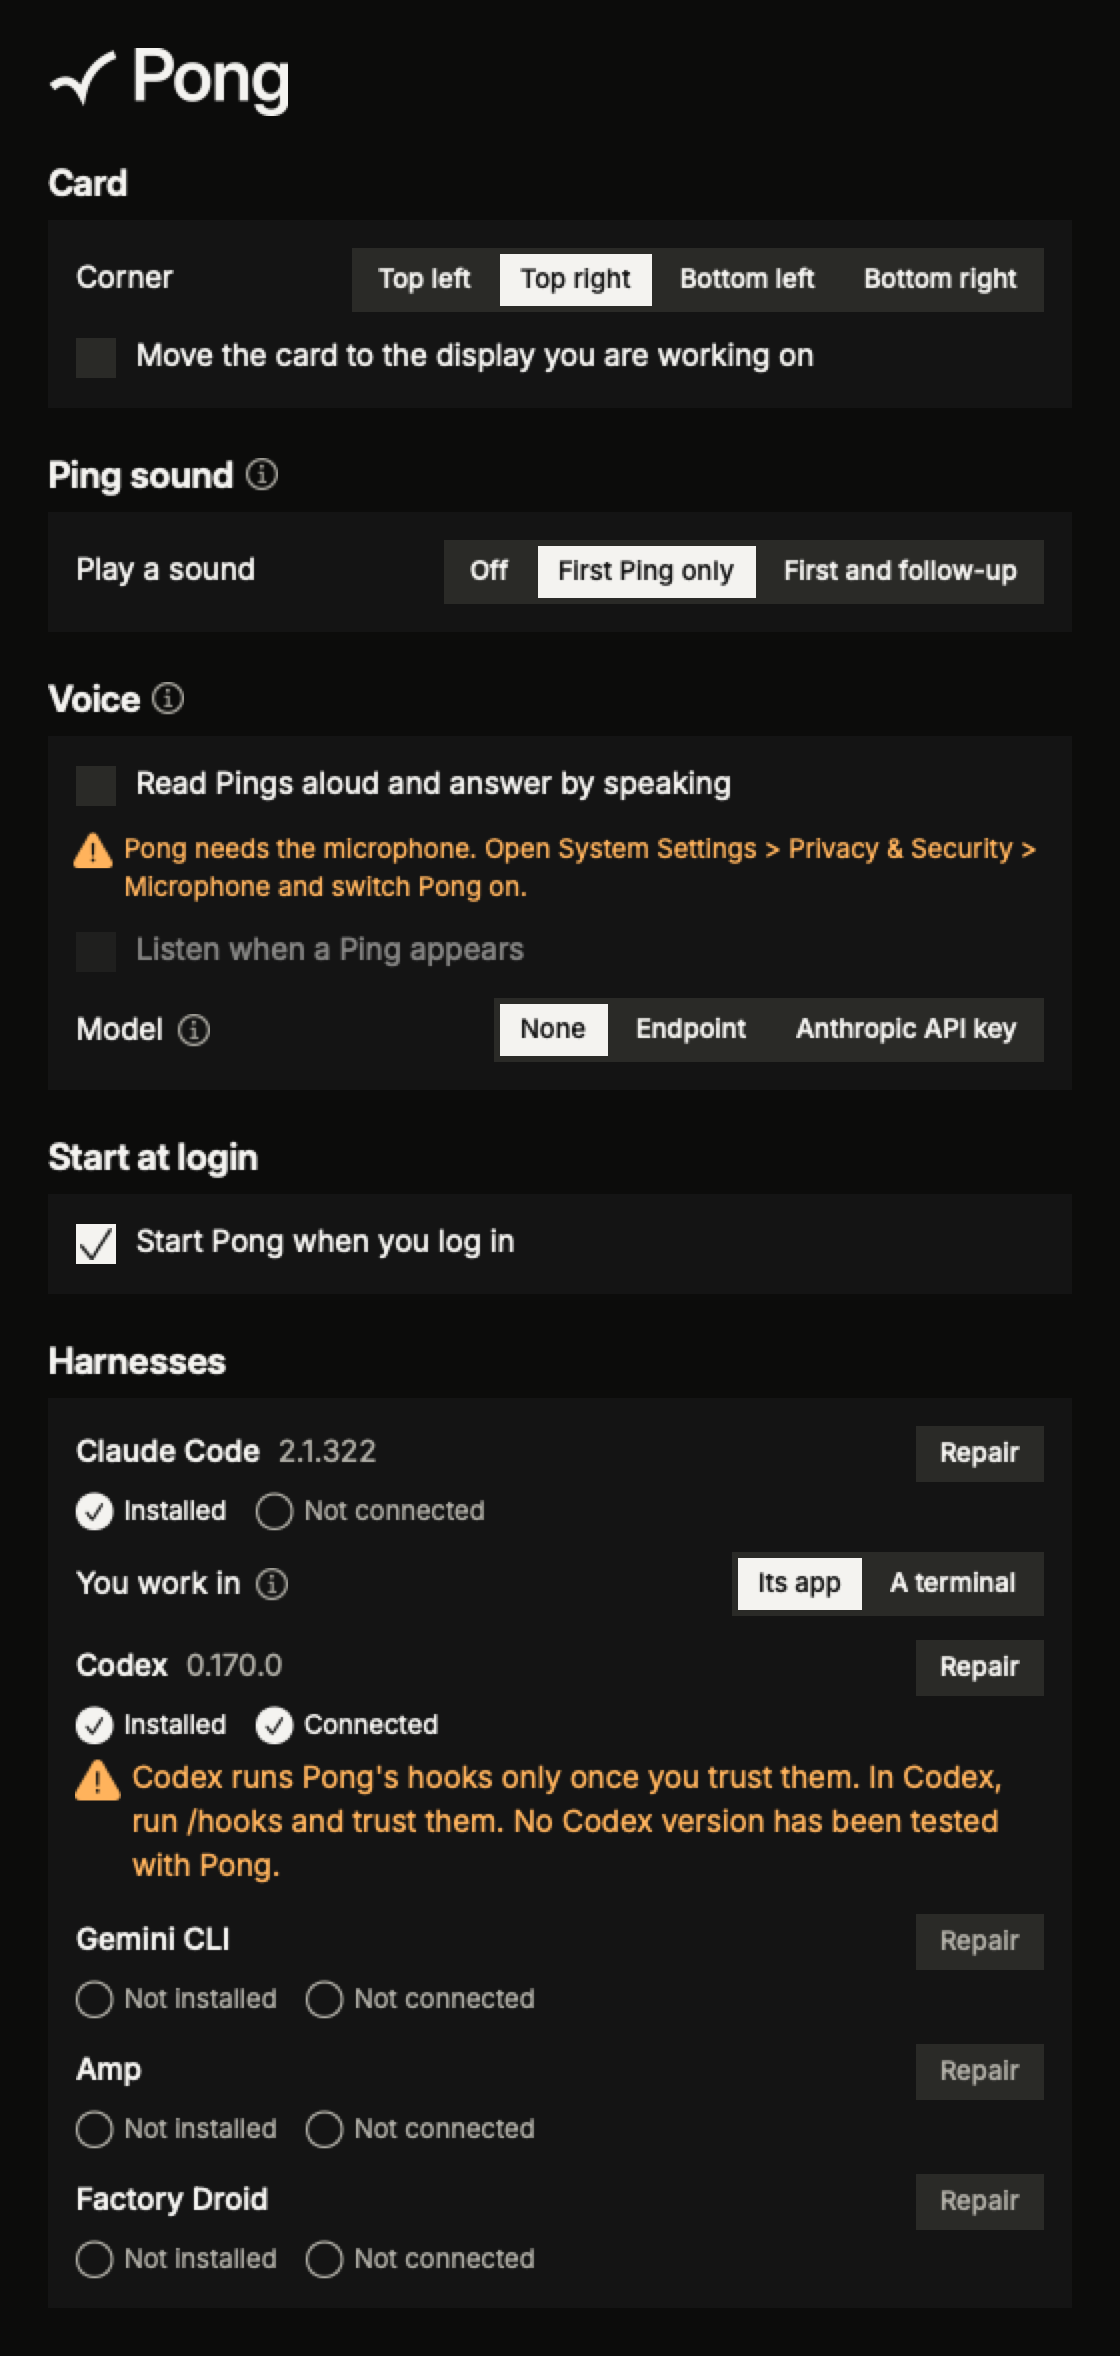 Pong
Card
Corner
Top left
Top right
Bottom left
Bottom right
Move the card to the display you are working on
Ping sound
Play a sound
Off
First Ping only
First and follow-up
Voice
Read Pings aloud and answer by speaking
Pong needs the microphone. Open System Settings > Privacy & Security >
Microphone and switch Pong on.
Listen when a Ping appears
Model
None
Endpoint
Anthropic API key
Start at login
Start Pong when you log in
Harnesses
Claude Code 2.1.322
Repair
Installed
Not connected
You work in
Its app
A terminal
Codex 0.170.0
Repair
Installed
Connected
Codex runs Pong's hooks only once you trust them. In Codex,
run /hooks and trust them. No Codex version has been tested
with Pong.
Gemini CLI
Repair
Not installed
Not connected
Amp
Repair
Not installed
Not connected
Factory Droid
Repair
Not installed
Not connected